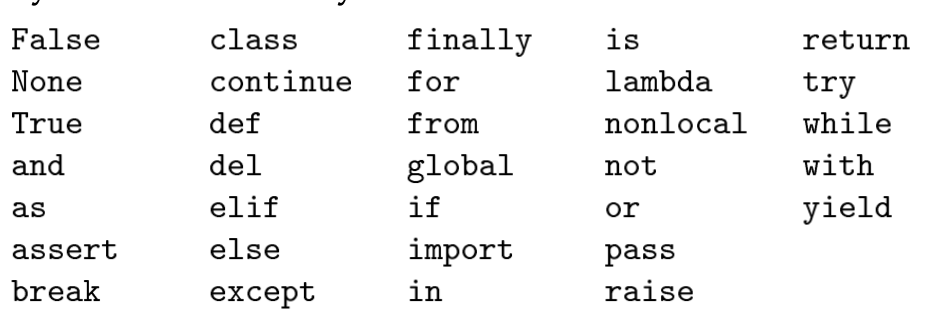 False class finally is return
None continue for lambda try
True def from nonlocal while
and del global not with
as elif if or yield
assert else import pass
break except in raise